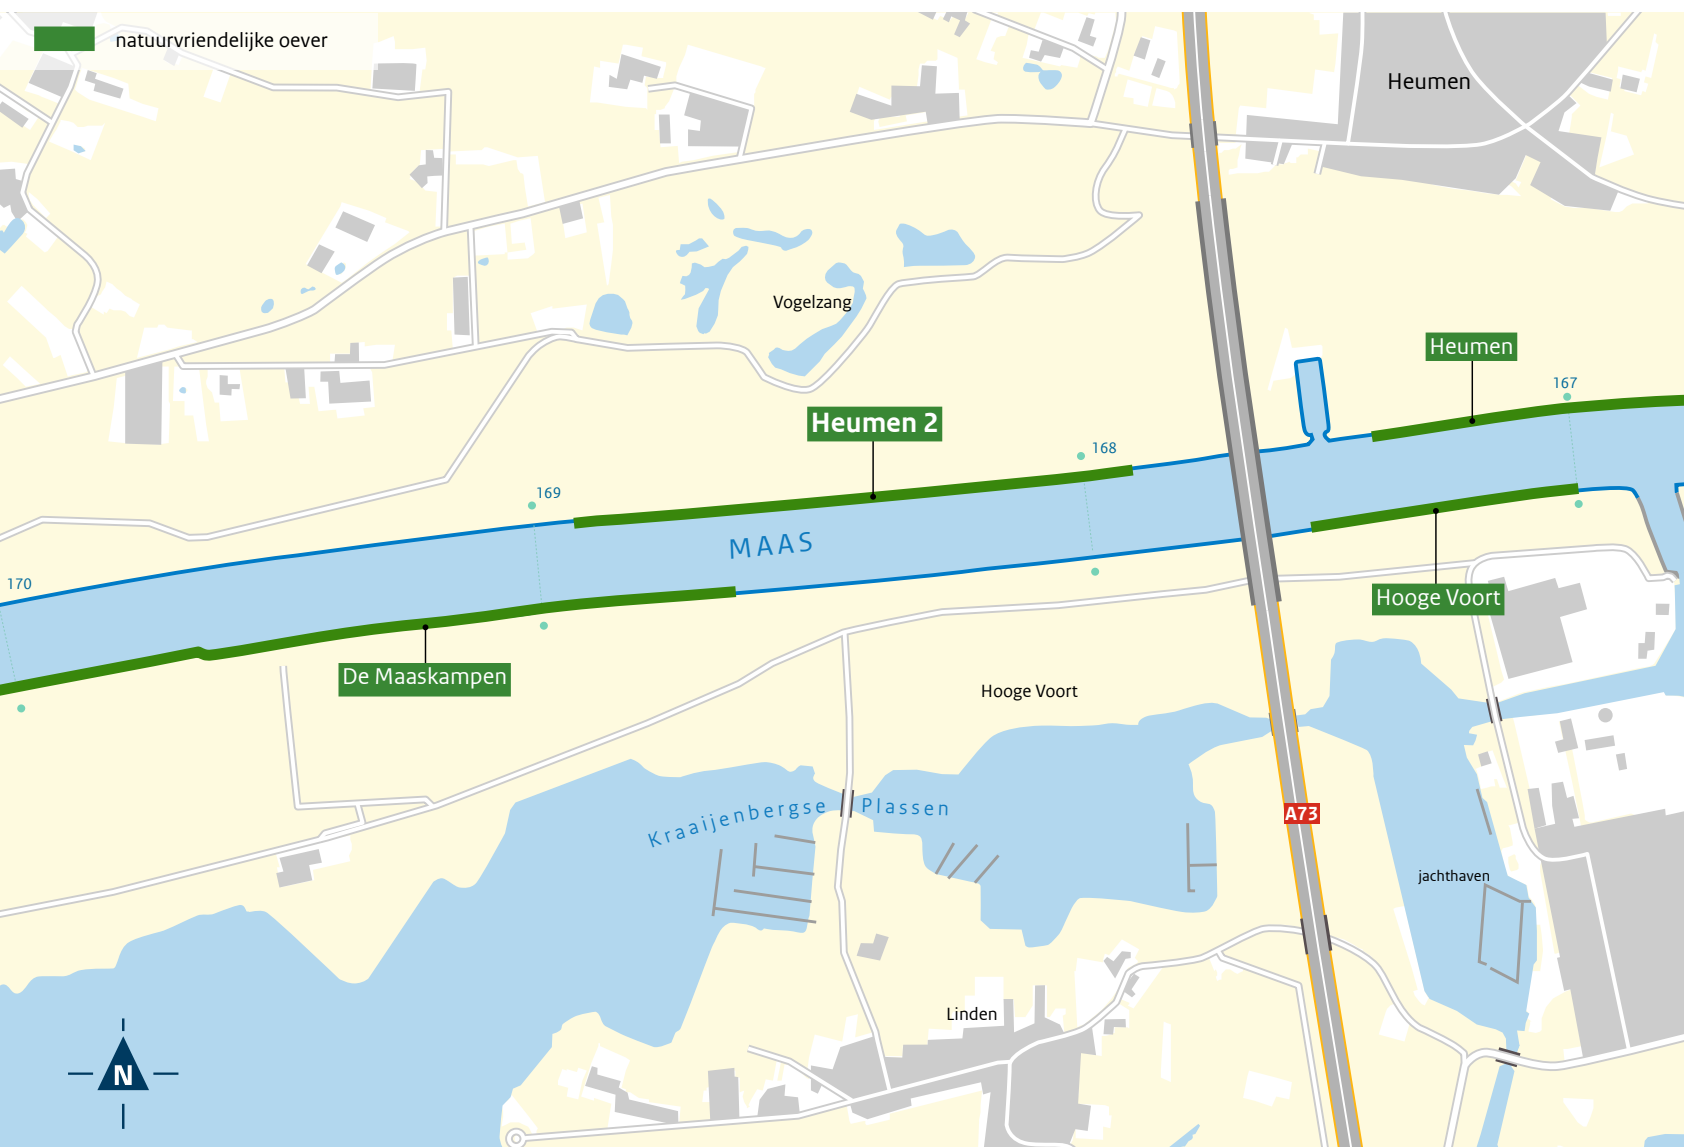 natuurvriendelijke oever
Heumen
Vogelzang
Heumen
167
Heumen 2
168
169
MAAS
170
Hooge Voort
De Maaskampen
Hooge Voort
Kraaijenbergse Plassen
A73
jachthaven
Linden
N